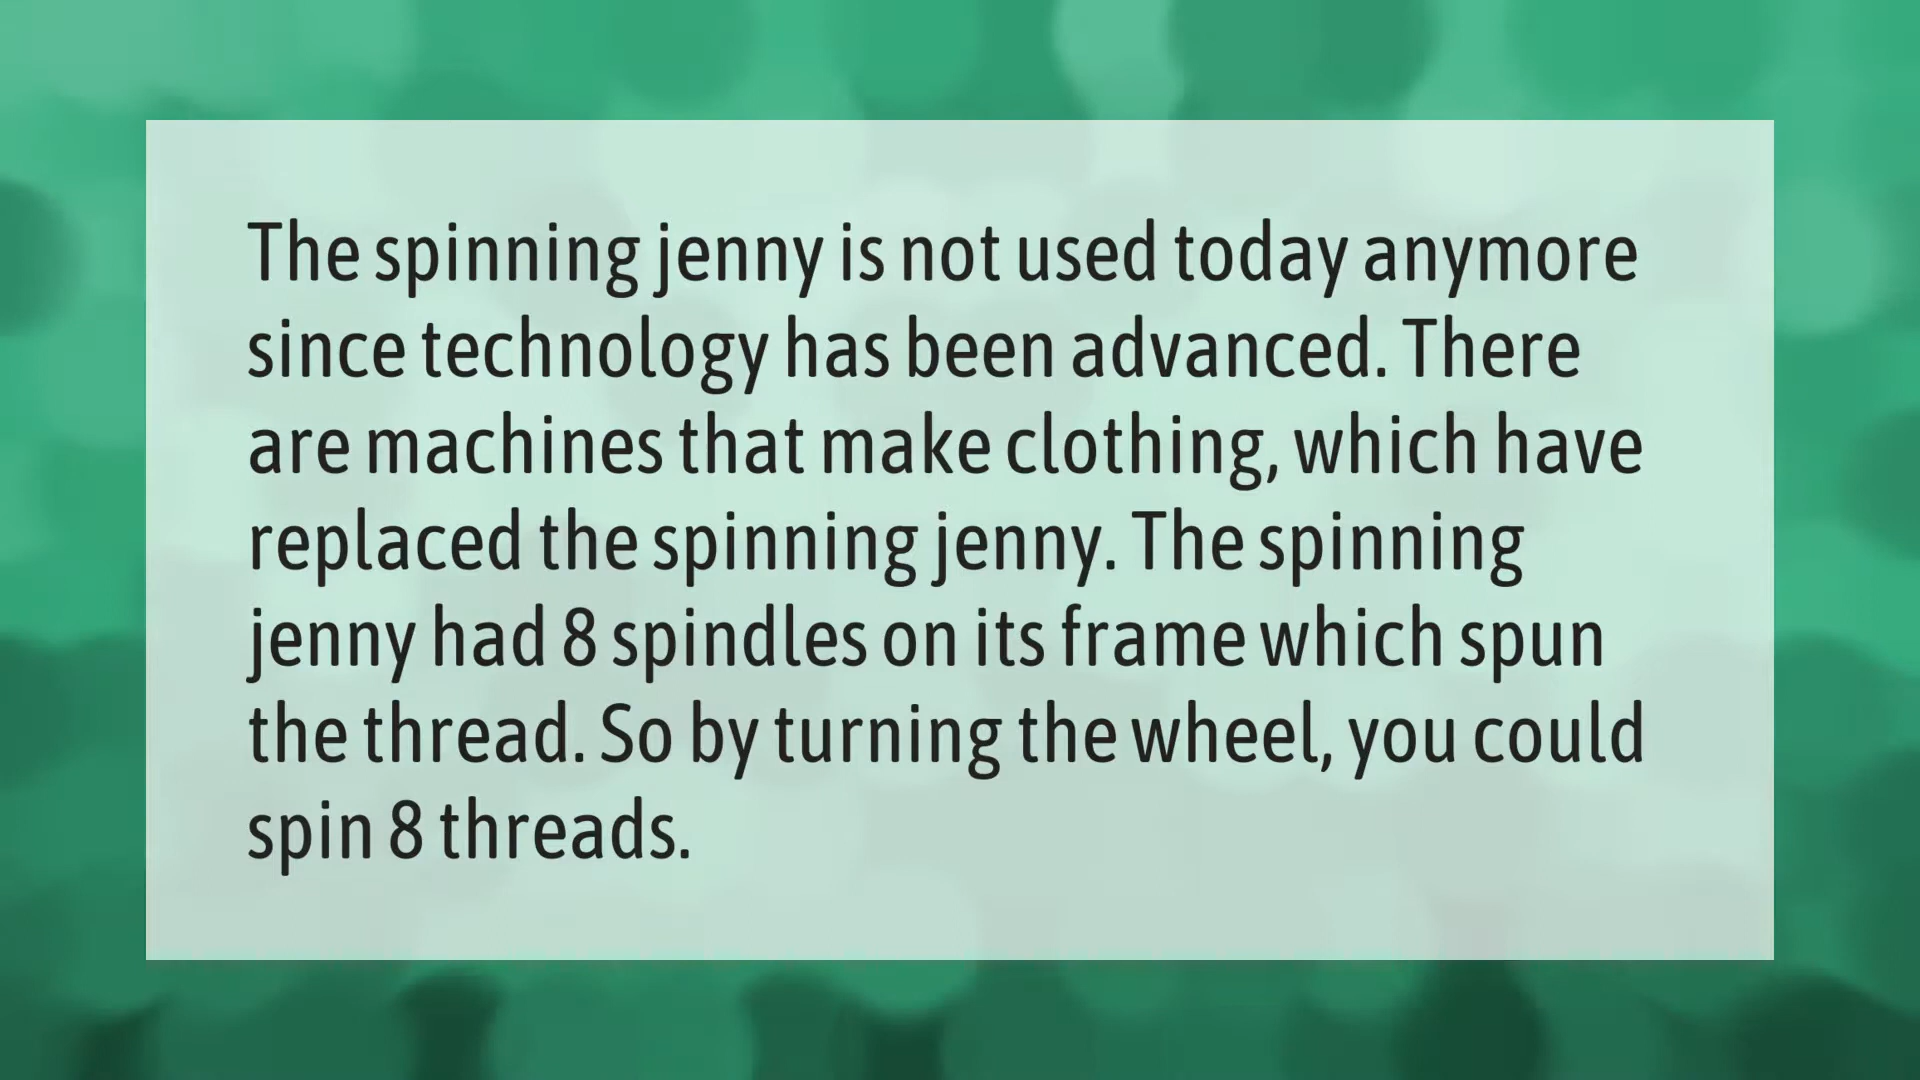 The spinning jenny is not used today anymore
since technology has been advanced. There
are machines that make clothing, which have
replaced the spinning jenny. The spinning
jenny had 8 spindles on its frame which spun
the thread. So by turning the wheel, you could
spin 8 threads.